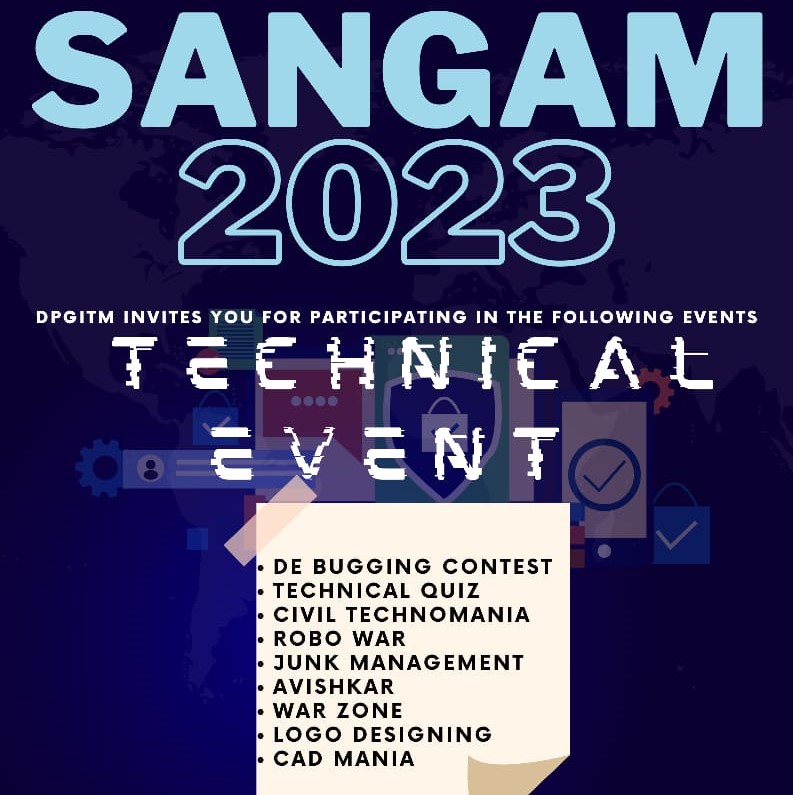 SANGAM
2023
DPGITM INVITES YOU FOR PARTICIPATING IN THE FOLLOWING EVENTS
TECHNICAL
EVENT
• DE BUGGING CONTEST
• TECHNICAL QUIZ
• CIVIL TECHNOMANIA
• ROBO WAR
• JUNK MANAGEMENT
• AVISHKAR
• WAR ZONE
• LOGO DESIGNING
• CAD MANIA